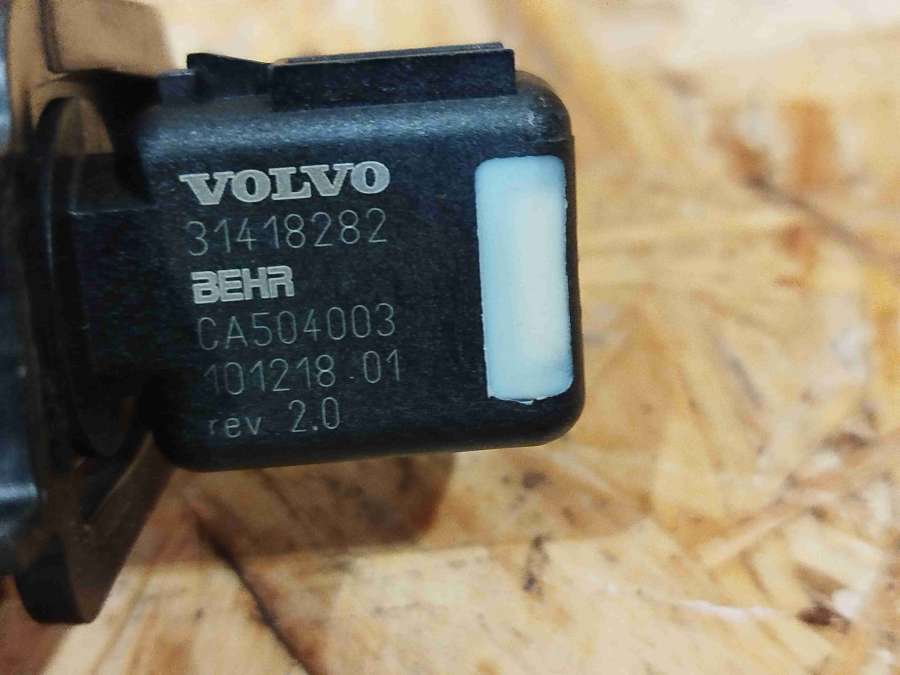 VOLVO
31418282
BEHR
CA504003
101218 01
rev 2.0